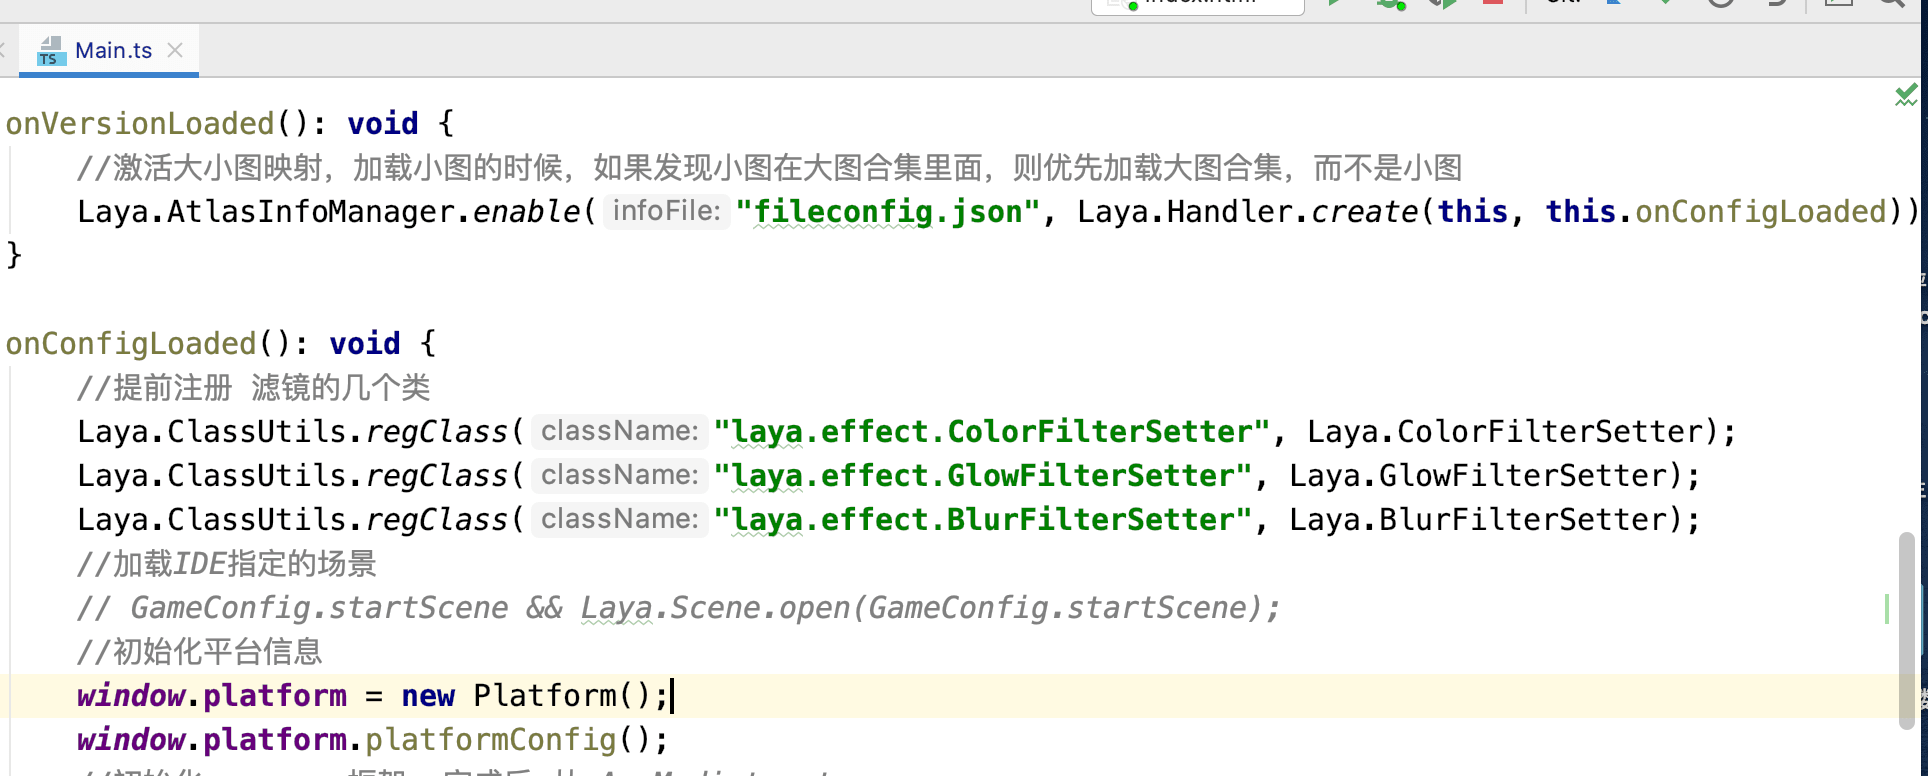 TS Main.ts
onVersionLoaded(): void {
//激活大小图映射，加载小图的时候，如果发现小图在大图合集里面，则优先加载大图合集，而不是小图
Laya.AtlasInfoManager.enable( infoFile: "fileconfig.json", Laya.Handler.create(this, this.onConfigLoaded))
}
onConfigLoaded(): void {
//提前注册 滤镜的几个类
Laya.ClassUtils.regClass( className: "laya.effect.ColorFilterSetter", Laya.ColorFilterSetter);
Laya.ClassUtils.regClass( className: "laya.effect.GlowFilterSetter", Laya.GlowFilterSetter);
Laya.ClassUtils.regClass( className: "laya.effect.BlurFilterSetter", Laya.BlurFilterSetter);
//加载IDE指定的场景
// GameConfig.startScene && Laya.Scene.open(GameConfig.startScene);
//初始化平台信息
window.platform = new Platform();
window.platform.platformConfig();